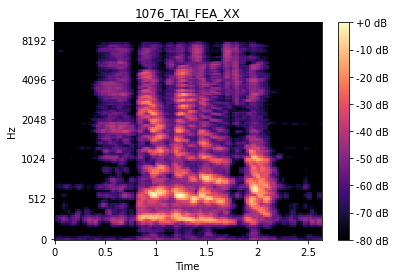 1076_TAI_FEA_XX
8192
4096
2048
1024
512
0
Hz
0 0.5 1 1.5 2 2.5
Time
+0 dB
-10 dB
-20 dB
-30 dB
-40 dB
-50 dB
-60 dB
-70 dB
-80 dB